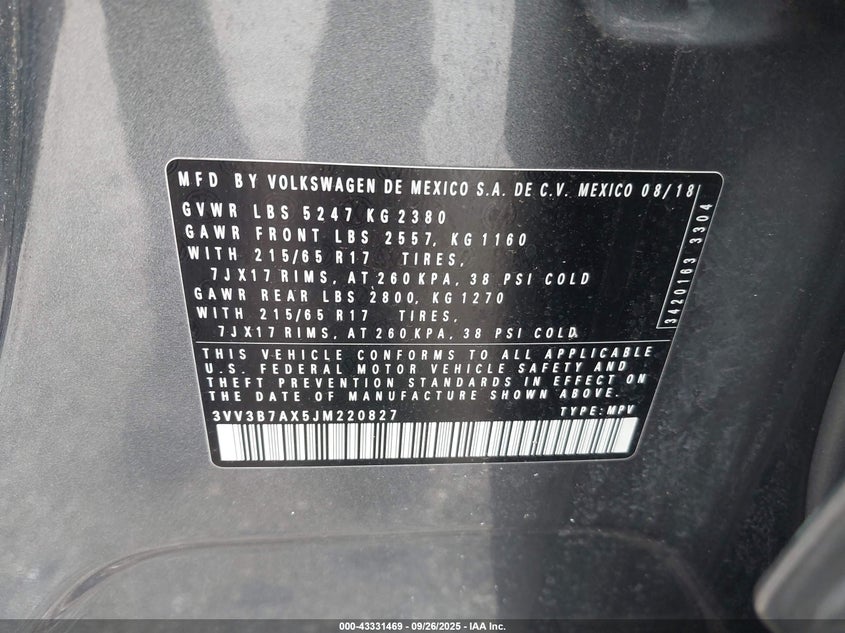 MFD BY VOLKSWAGEN DE MEXICO S.A. DE C.V. MEXICO 08/18
GVWR LBS 5247 KG 2380
GAWR FRONT LBS 2557, KG 1160
WITH 215/65 R17 TIRES,
7JX17 RIMS, AT 260 KPA, 38 PSI COLD
GAWR REAR LBS 2800, KG 1270
WITH 215/65 R17 TIRES,
7JX17 RIMS, AT 260 KPA, 38 PSI COLD
3420163 3304
THIS VEHICLE CONFORMS TO ALL APPLICABLE
U.S. FEDERAL MOTOR VEHICLE SAFETY AND
THEFT PREVENTION STANDARDS IN EFFECT ON
THE DATE OF MANUFACTURE SHOWN ABOVE.
3VV3B7AX5JM220827 TYPE: MPV
000-43331469 - 09/26/2025 - IAA Inc.